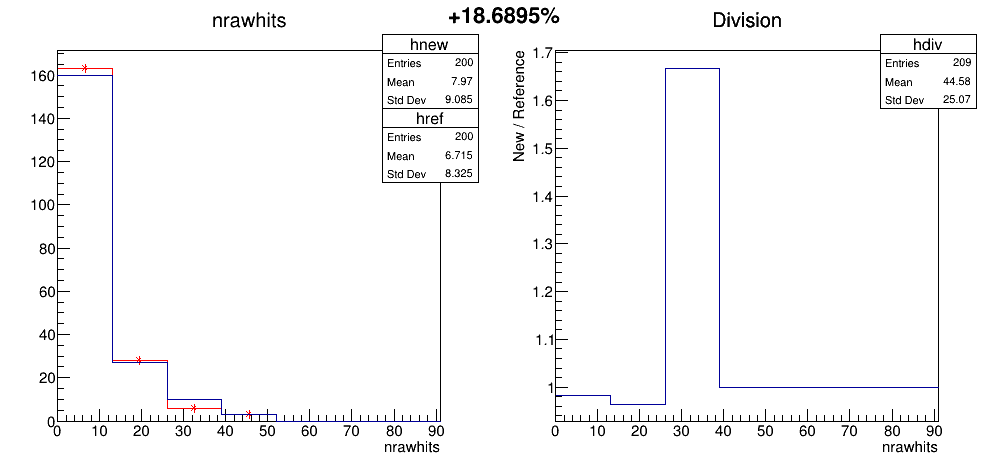 +18.6895%
nrawhits
hnew
Entries 200
Mean 7.97
Std Dev 9.085
href
Entries 200
Mean 6.715
Std Dev 8.325
160
140
120
100
80
60
40
20
0
0 10 20 30 40 50 60 70 80 90
nrawhits
Division
hdiv
Entries 209
Mean 44.58
Std Dev 25.07
New / Reference
1.7
1.6
1.5
1.4
1.3
1.2
1.1
1
0 10 20 30 40 50 60 70 80 90
nrawhits